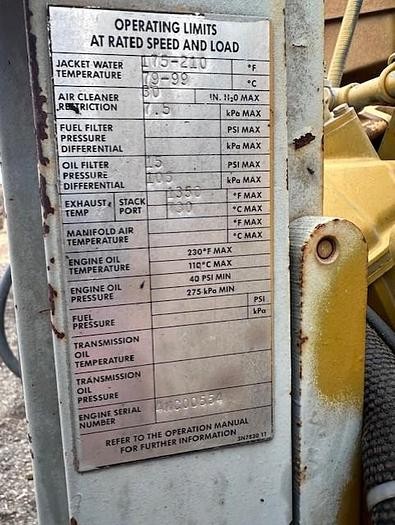 OPERATING LIMITS
AT RATED SPEED AND LOAD
JACKET WATER TEMPERATURE 175-210 °F
79-99 °C
AIR CLEANER RESTRICTION 30 IN. H₂O MAX
7.5 kPa MAX
FUEL FILTER PRESSURE DIFFERENTIAL PSI MAX
kPa MAX
OIL FILTER PRESSURE DIFFERENTIAL 15 PSI MAX
kPa MAX
EXHAUST TEMP STACK PORT 1350 °F MAX
°C MAX
MANIFOLD AIR TEMPERATURE °F MAX
°C MAX
ENGINE OIL TEMPERATURE 230°F MAX
110°C MAX
ENGINE OIL PRESSURE 40 PSI MIN
275 kPa MIN
FUEL PRESSURE PSI
kPa
TRANSMISSION OIL TEMPERATURE
TRANSMISSION OIL PRESSURE
ENGINE SERIAL NUMBER
REFER TO THE OPERATION MANUAL
FOR FURTHER INFORMATION